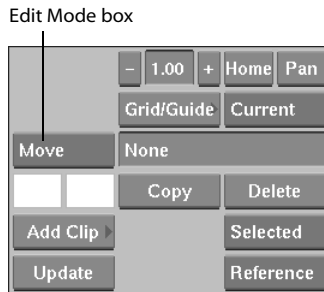 Edit Mode box
- 1.00 + Home Pan
Grid/Guide Current
Move None
Copy Delete
Add Clip Selected
Update Reference